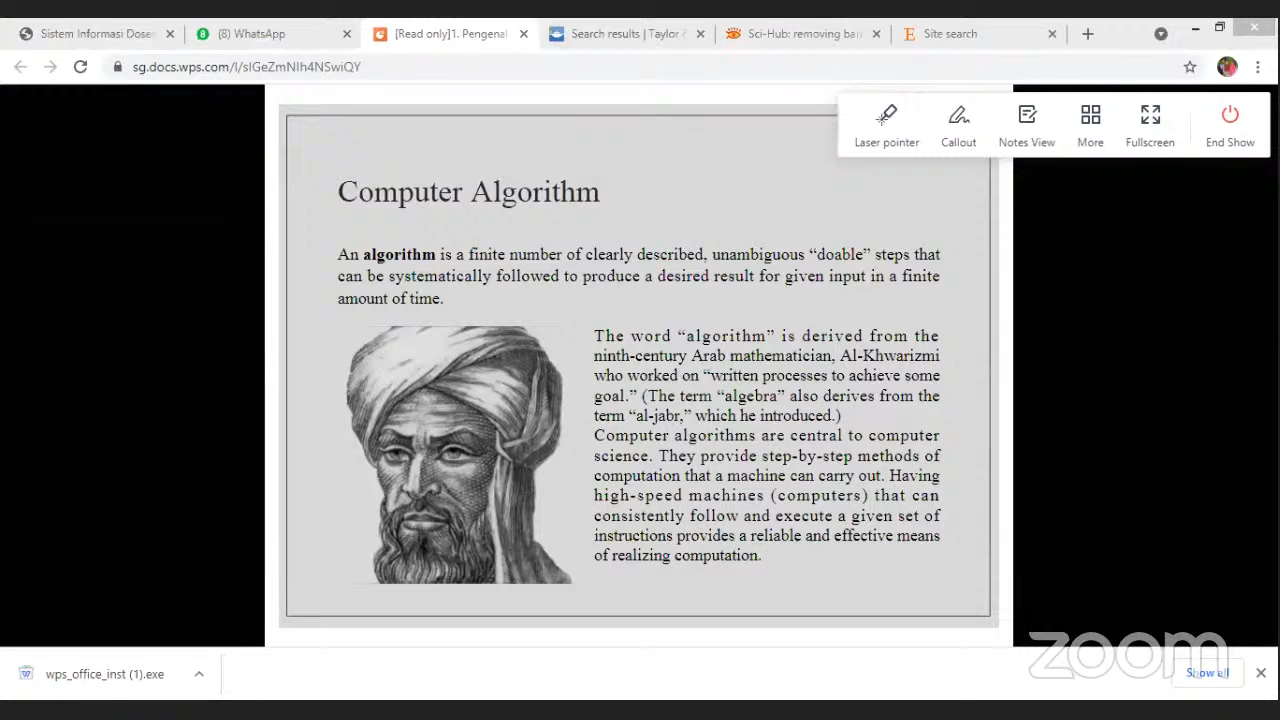 Sistem Informasi Dosen
(8) WhatsApp
[Read only]1. Pengenal
Search results | Taylor &
Sci-Hub: removing barr
Site search
sg.docs.wps.com/l/sIGeZmNIh4NSwiQY
Laser pointer
Callout
Notes View
More
Fullscreen
End Show
Computer Algorithm
An algorithm is a finite number of clearly described, unambiguous “doable” steps that
can be systematically followed to produce a desired result for given input in a finite
amount of time.
The word “algorithm” is derived from the
ninth-century Arab mathematician, Al-Khwarizmi
who worked on “written processes to achieve some
goal.” (The term “algebra” also derives from the
term “al-jabr,” which he introduced.)
Computer algorithms are central to computer
science. They provide step-by-step methods of
computation that a machine can carry out. Having
high-speed machines (computers) that can
consistently follow and execute a given set of
instructions provides a reliable and effective means
of realizing computation.
zoom
wps_office_inst (1).exe
Show all